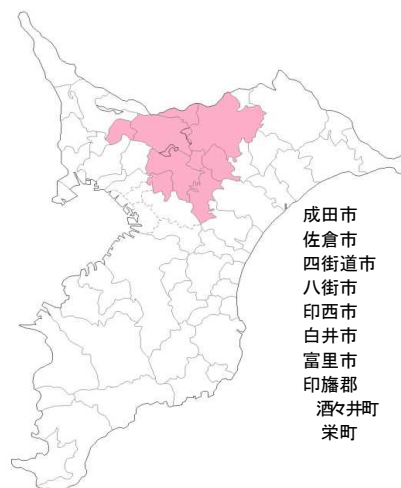 成田市
佐倉市
四街道市
八街市
印西市
白井市
富里市
印旛郡
酒々井町
栄町